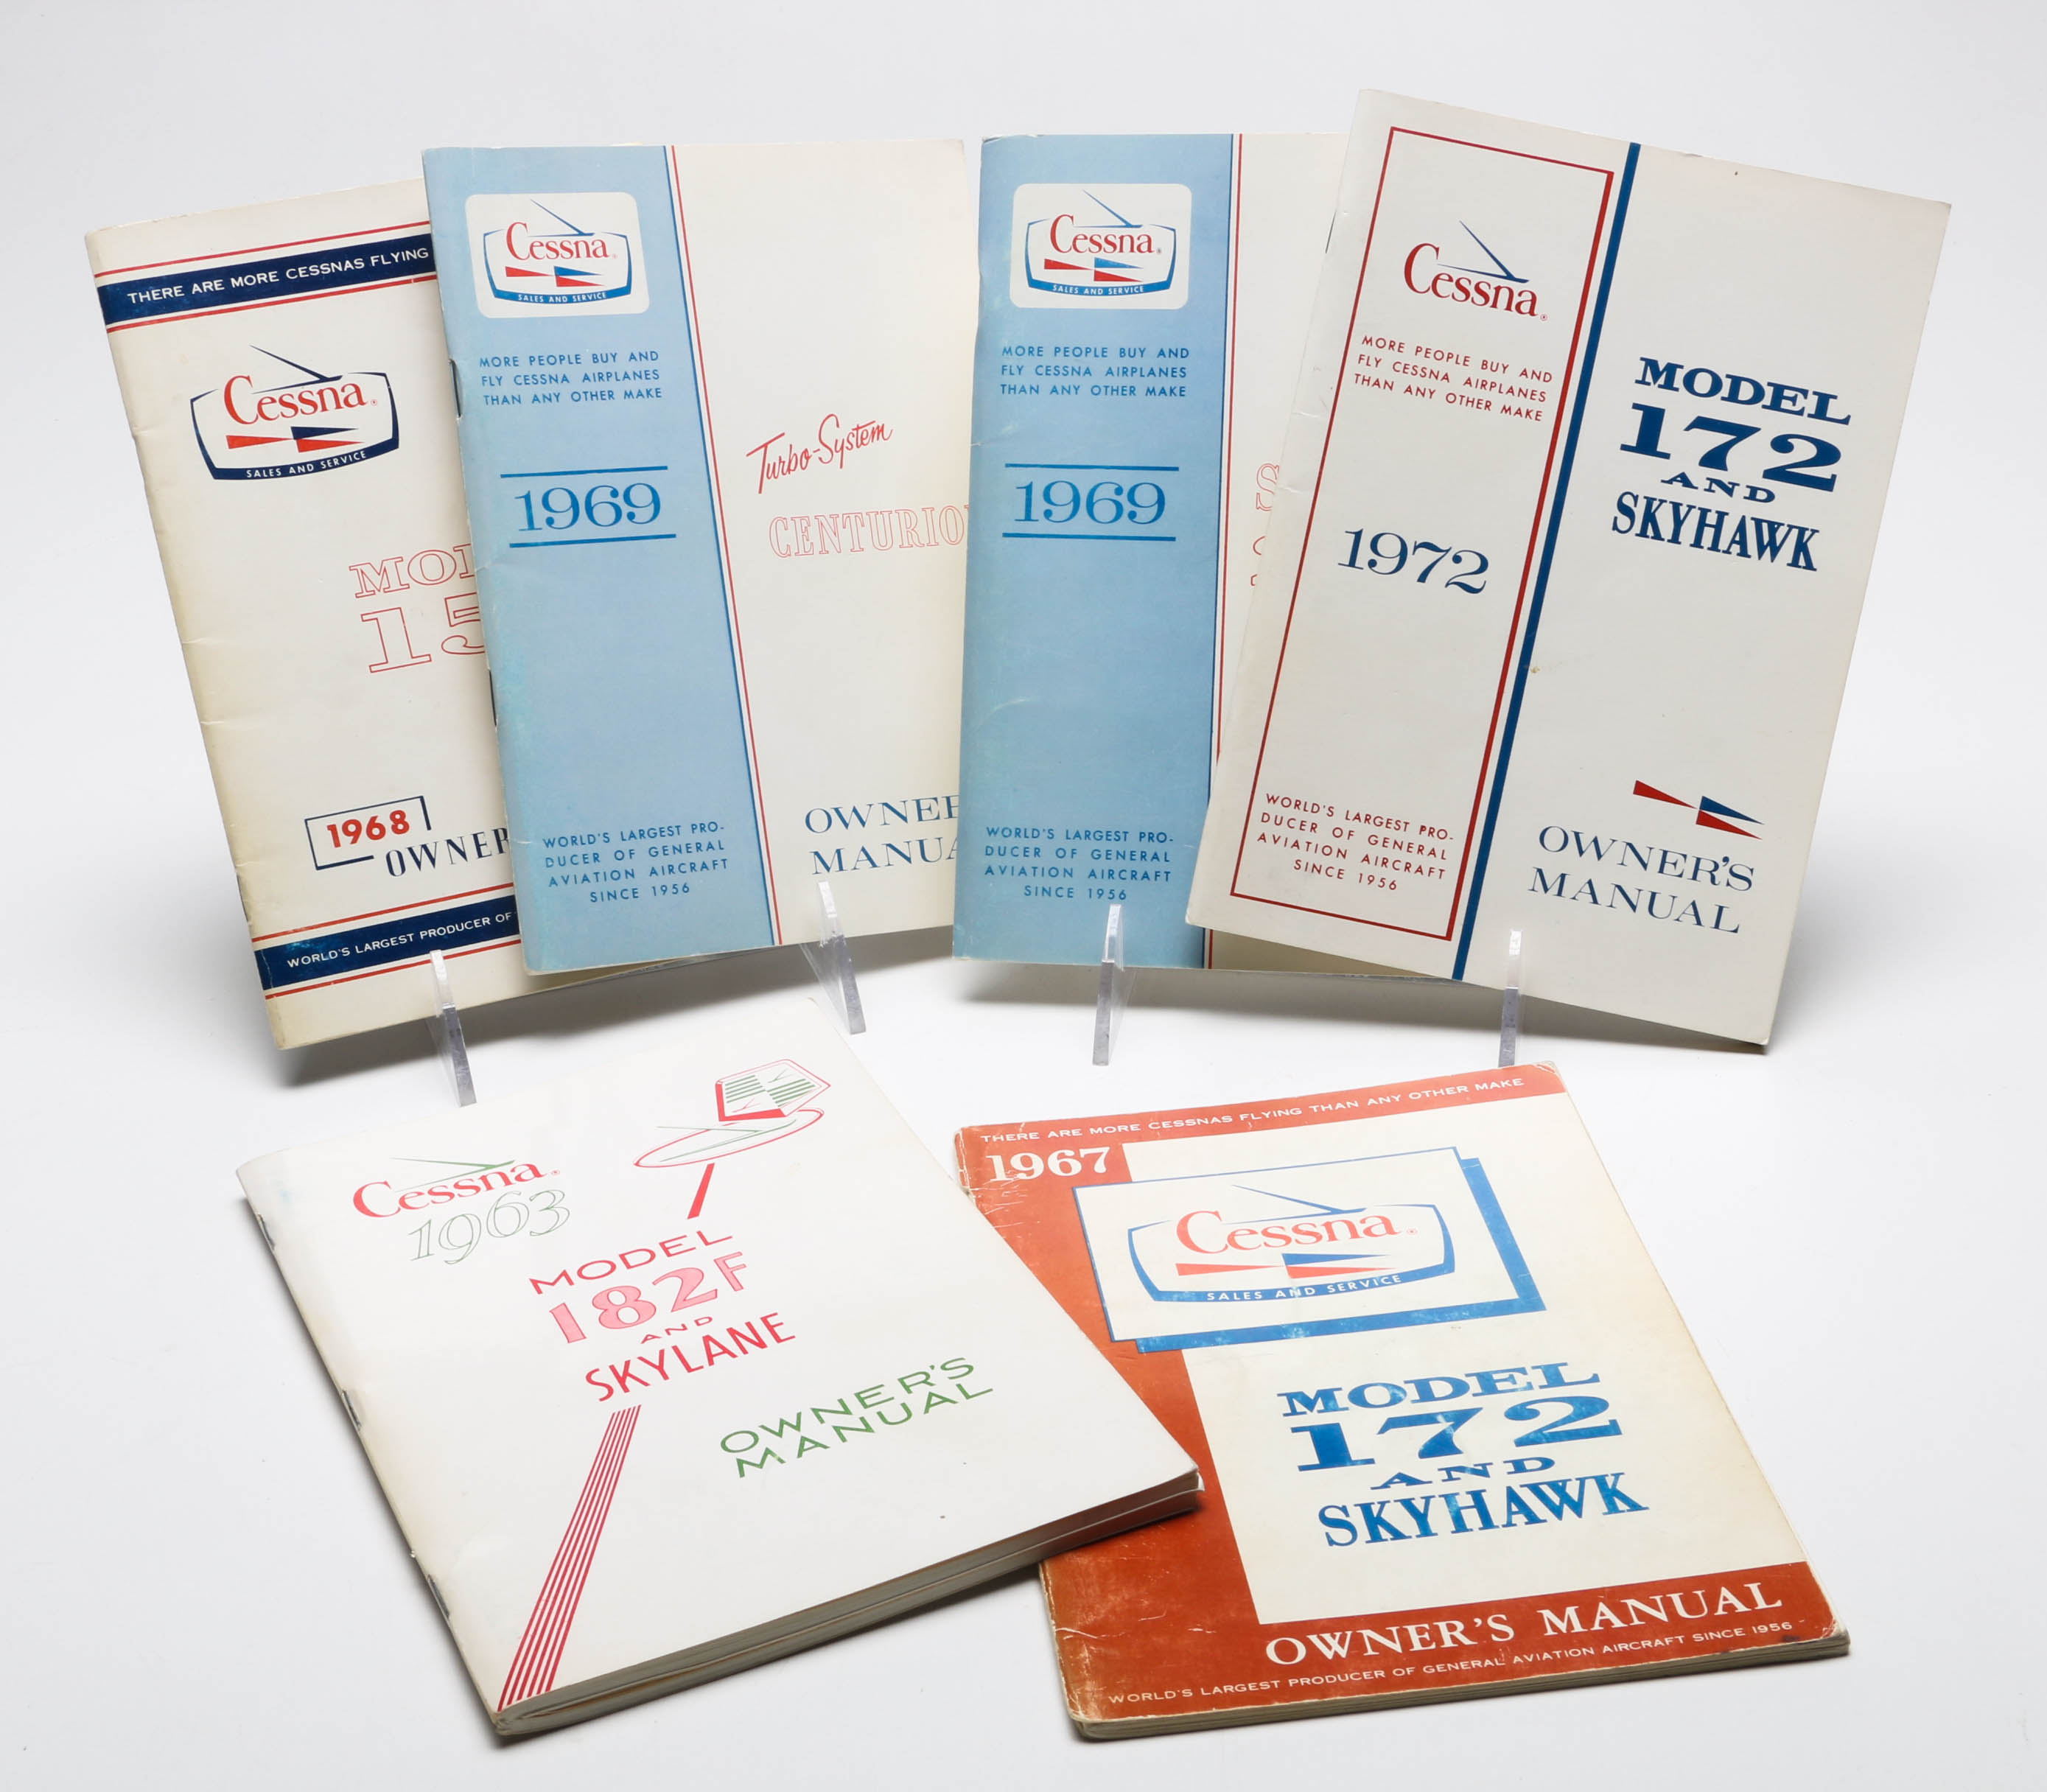 THERE ARE MORE CESSNAS FLYING
Cessna
SALES AND SERVICE
15
1968
WORLD'S LARGEST PRODUCER OF
Cessna
SALES AND SERVICE
MORE PEOPLE BUY AND
FLY CESSNA AIRPLANES
THAN ANY OTHER MAKE
1969
WORLD'S LARGEST PRO-
DUCER OF GENERAL
AVIATION AIRCRAFT
SINCE 1956
Turbo-System
CENTURIO
OWNER
MANUA
Cessna
SALES AND SERVICE
MORE PEOPLE BUY AND
FLY CESSNA AIRPLANES
THAN ANY OTHER MAKE
1969
WORLD'S LARGEST PRO-
DUCER OF GENERAL
AVIATION AIRCRAFT
SINCE 1956
S
Cessna®
MORE PEOPLE BUY AND
FLY CESSNA AIRPLANES
THAN ANY OTHER MAKE
1972
WORLD'S LARGEST PRO-
DUCER OF GENERAL
AVIATION AIRCRAFT
SINCE 1956
MODEL
172
AND
SKYHAWK
OWNER'S
MANUAL
Cessna®
1963
MODEL
182F
AND
SKYLANE
OWNER'S
MANUAL
THERE ARE MORE CESSNAS FLYING THAN ANY OTHER MAKE
1967
Cessna®
SALES AND SERVICE
MODEL
172
AND
SKYHAWK
OWNER'S MANUAL
WORLD'S LARGEST PRODUCER OF GENERAL AVIATION AIRCRAFT SINCE 1956